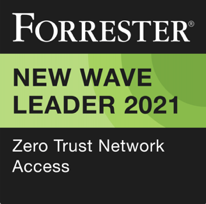 FORRESTER®
NEW WAVE
LEADER 2021
Zero Trust Network
Access